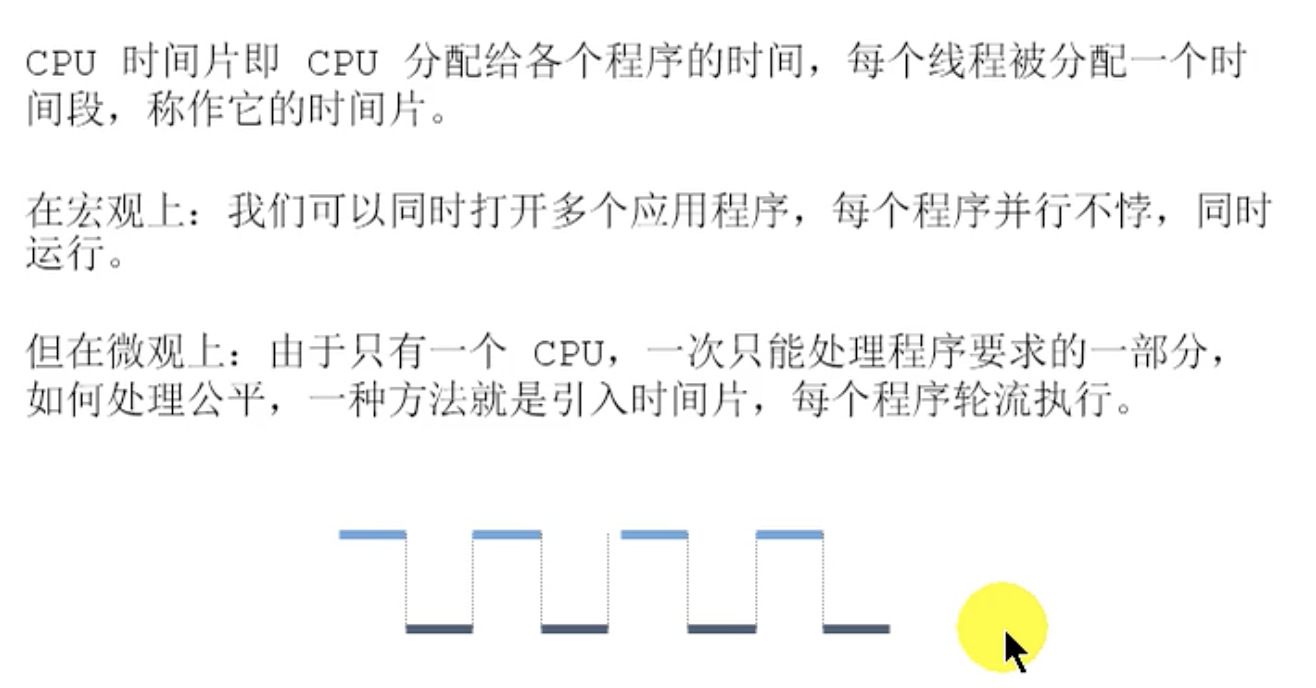 CPU 时间片即 CPU 分配给各个程序的时间，每个线程被分配一个时
间段，称作它的时间片。
在宏观上：我们可以同时打开多个应用程序，每个程序并行不悖，同时
运行。
但在微观上：由于只有一个 CPU，一次只能处理程序要求的一部分，
如何处理公平，一种方法就是引入时间片，每个程序轮流执行。